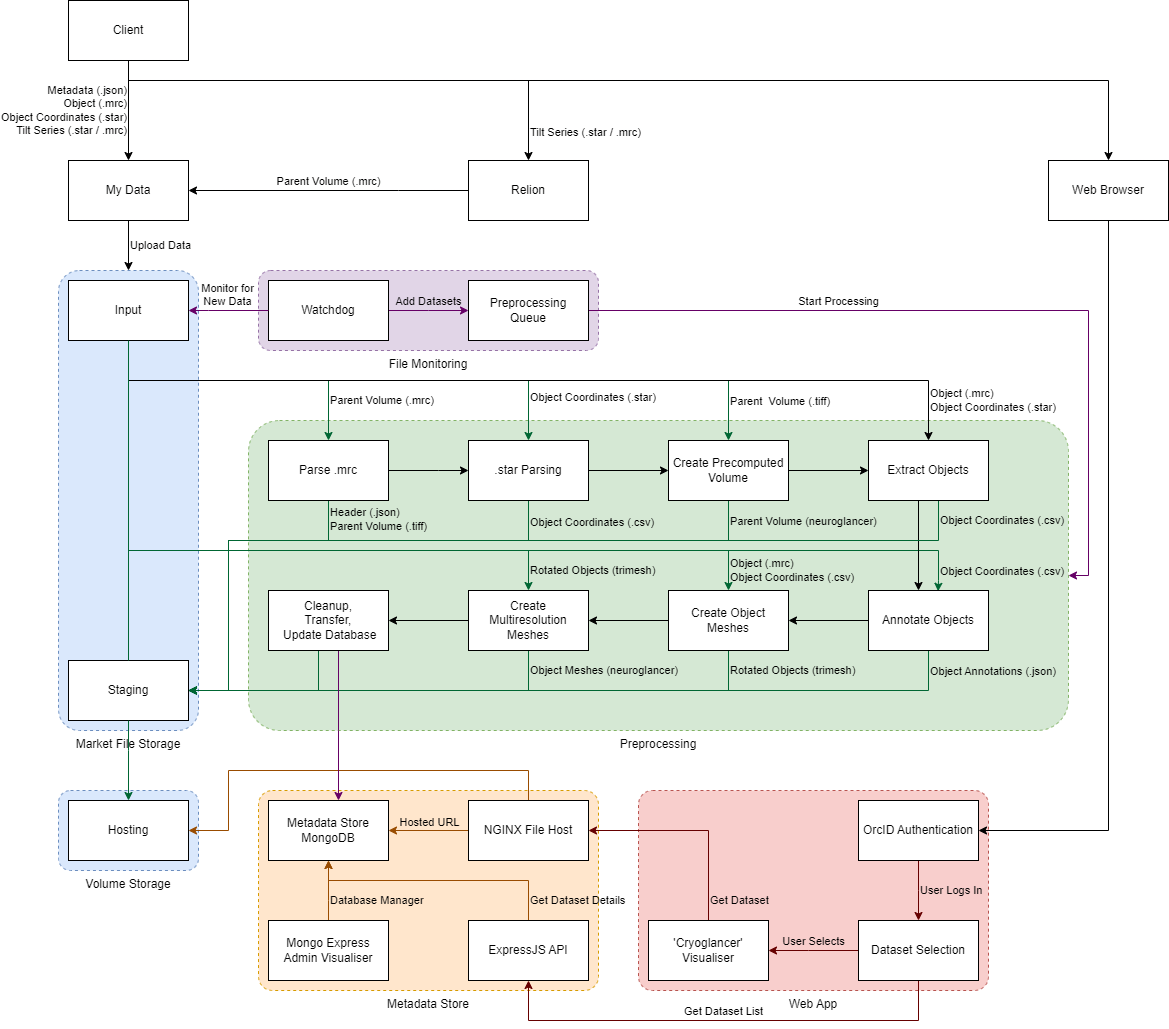 Client
Metadata (.json)
Object (.mrc)
Object Coordinates (.star)
Tilt Series (.star / .mrc)
Tilt Series (.star / .mrc)
My Data
Parent Volume (.mrc)
Relion
Web Browser
Upload Data
Input
Monitor for
New Data
Watchdog
Add Datasets
Preprocessing
Queue
Start Processing
File Monitoring
Parent Volume (.mrc)
Object Coordinates (.star)
Parent  Volume (.tiff)
Object (.mrc)
Object Coordinates (.star)
Parse .mrc
.star Parsing
Create Precomputed
Volume
Extract Objects
Header (.json)
Parent Volume (.tiff)
Object Coordinates (.csv)
Parent Volume (neuroglancer)
Object Coordinates (.csv)
Rotated Objects (trimesh)
Object (.mrc)
Object Coordinates (.csv)
Object Coordinates (.csv)
Cleanup,
Transfer,
Update Database
Create
Multiresolution
Meshes
Create Object
Meshes
Annotate Objects
Object Meshes (neuroglancer)
Rotated Objects (trimesh)
Object Annotations (.json)
Staging
Market File Storage
Preprocessing
Hosting
Volume Storage
Metadata Store
MongoDB
Hosted URL
NGINX File Host
OrcID Authentication
User Logs In
Database Manager
Get Dataset Details
Get Dataset
Mongo Express
Admin Visualiser
ExpressJS API
'Cryoglancer'
Visualiser
User Selects
Dataset Selection
Metadata Store
Web App
Get Dataset List